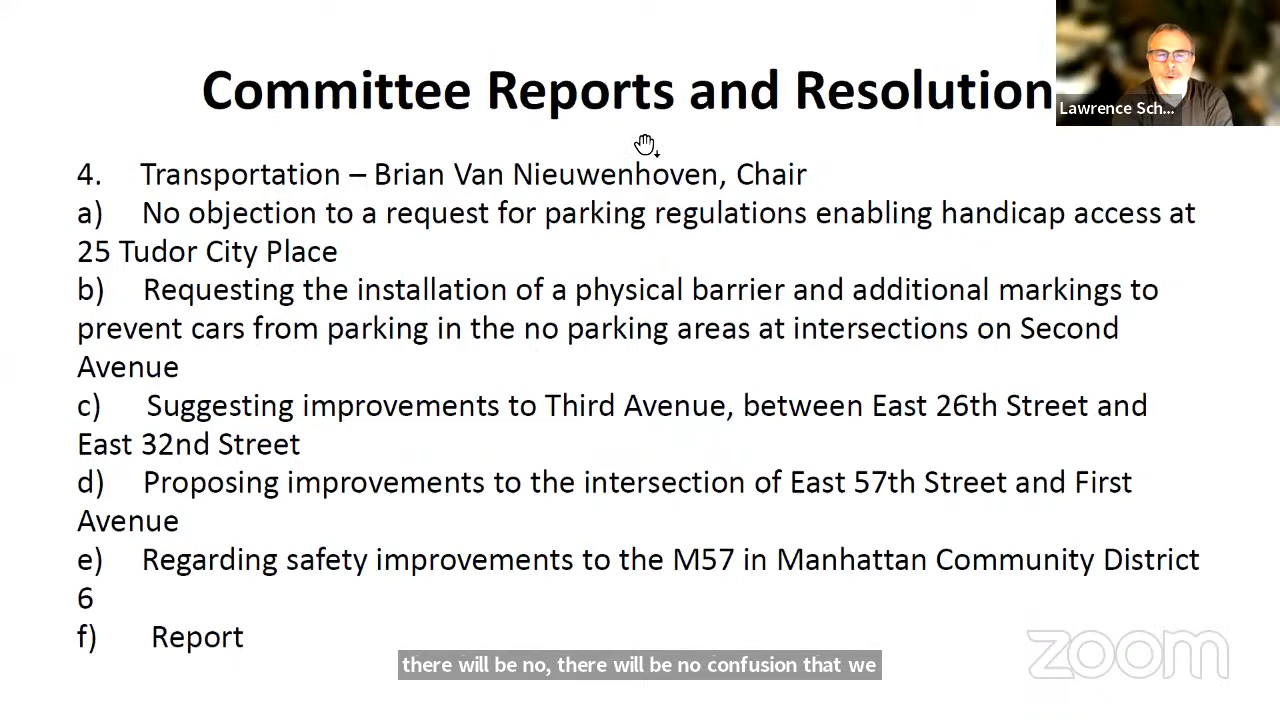 Committee Reports and Resolution
Lawrence Sch...
4. Transportation – Brian Van Nieuwenhoven, Chair
a) No objection to a request for parking regulations enabling handicap access at
25 Tudor City Place
b) Requesting the installation of a physical barrier and additional markings to
prevent cars from parking in the no parking areas at intersections on Second
Avenue
c) Suggesting improvements to Third Avenue, between East 26th Street and
East 32nd Street
d) Proposing improvements to the intersection of East 57th Street and First
Avenue
e) Regarding safety improvements to the M57 in Manhattan Community District
6
f) Report
there will be no, there will be no confusion that we
zoom